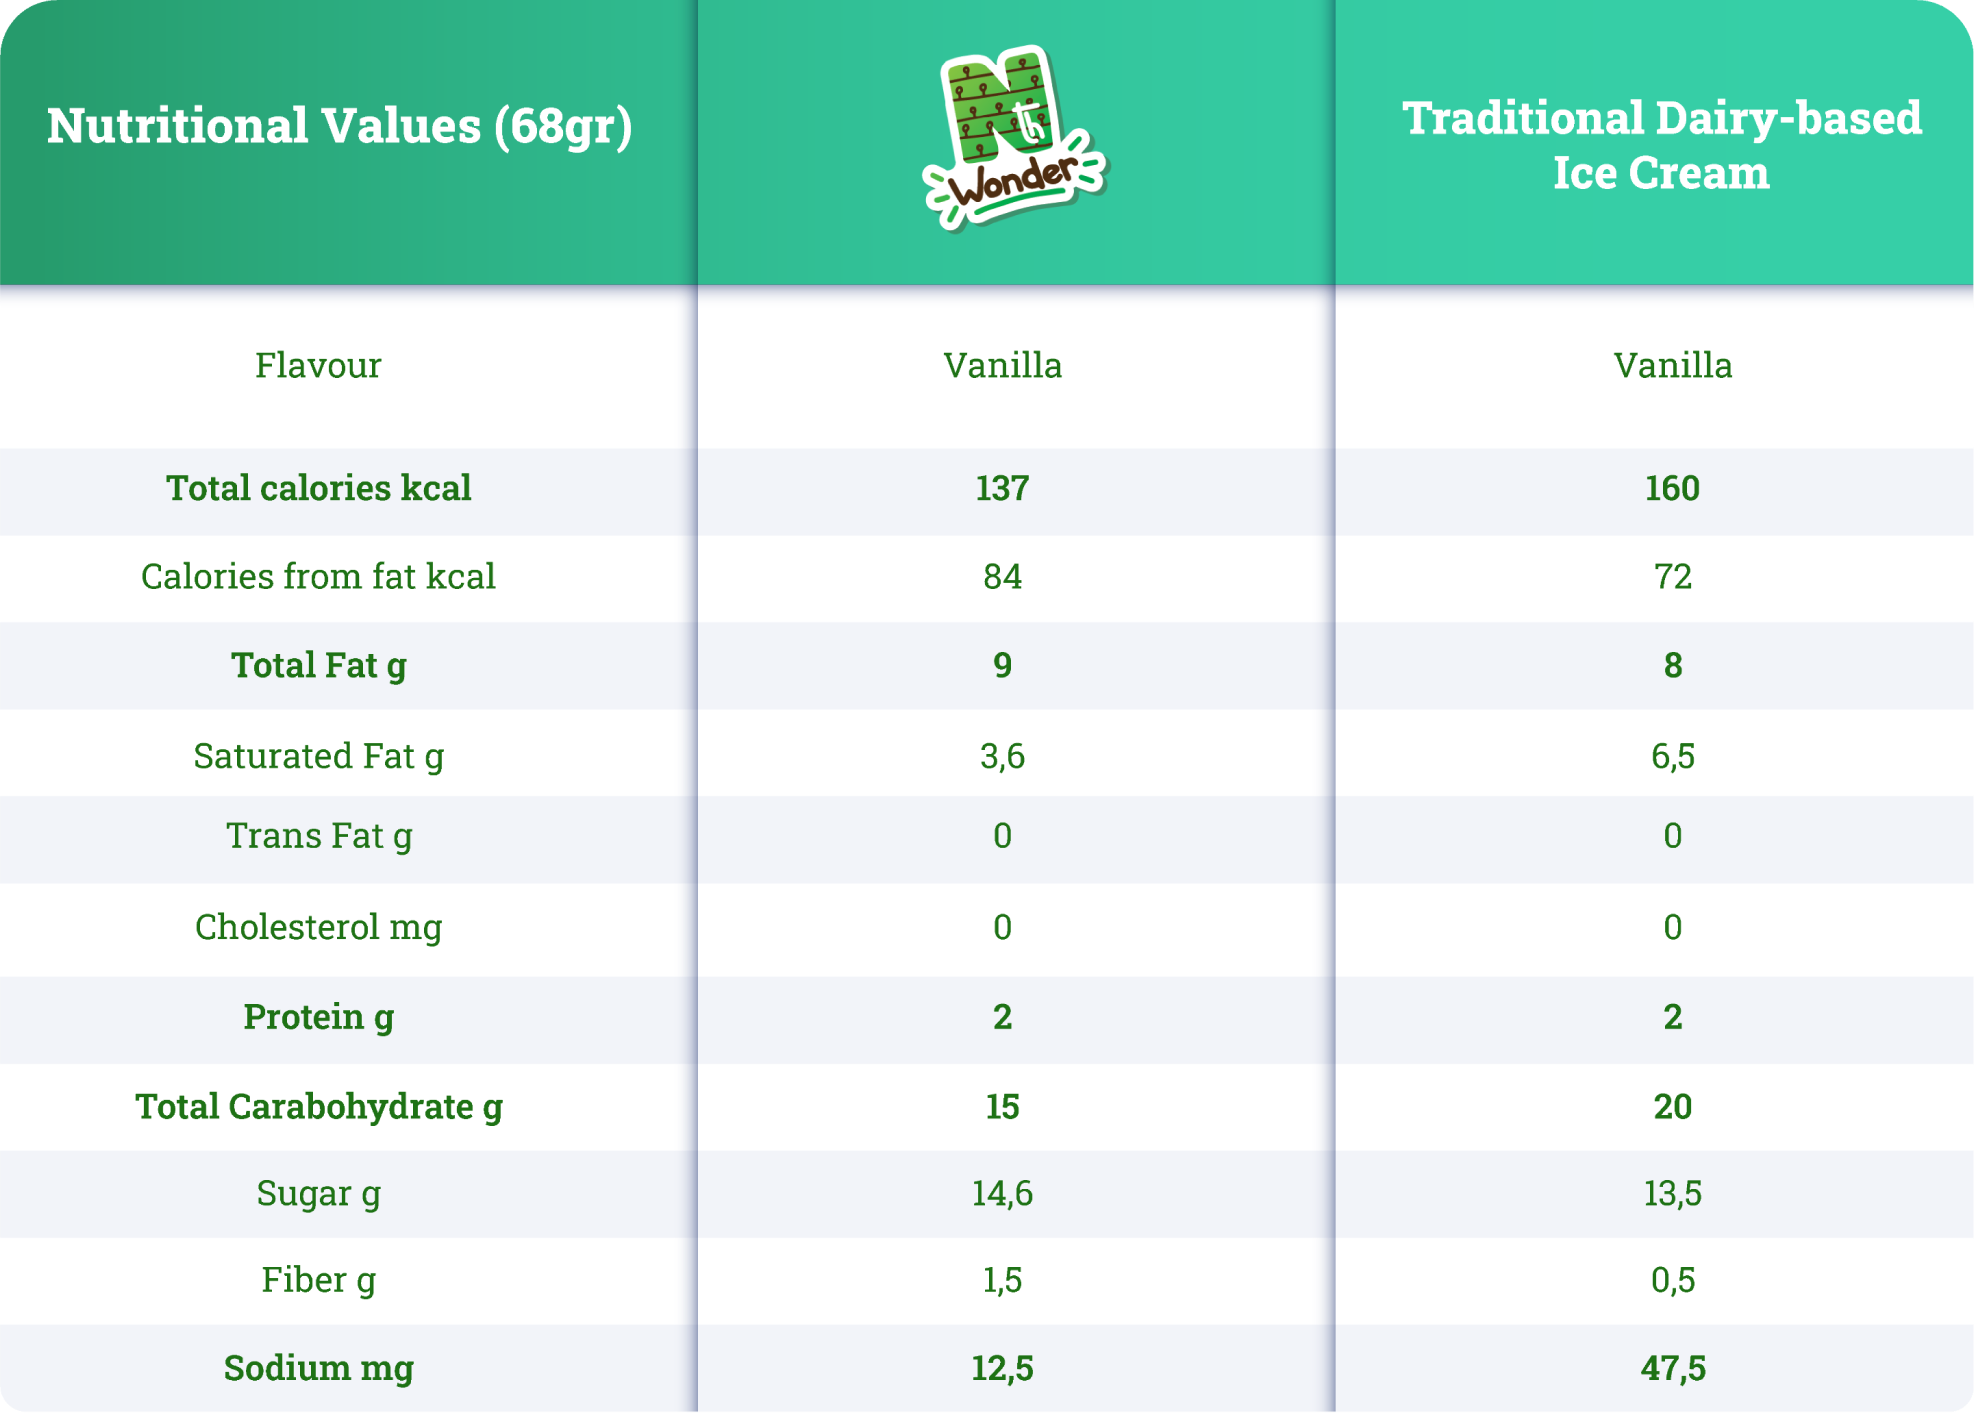 Nutritional Values (68gr)
Nth
Wonder
Traditional Dairy-based
Ice Cream
Flavour Vanilla Vanilla
Total calories kcal 137 160
Calories from fat kcal 84 72
Total Fat g 9 8
Saturated Fat g 3,6 6,5
Trans Fat g 0 0
Cholesterol mg 0 0
Protein g 2 2
Total Carabohydrate g 15 20
Sugar g 14,6 13,5
Fiber g 1,5 0,5
Sodium mg 12,5 47,5